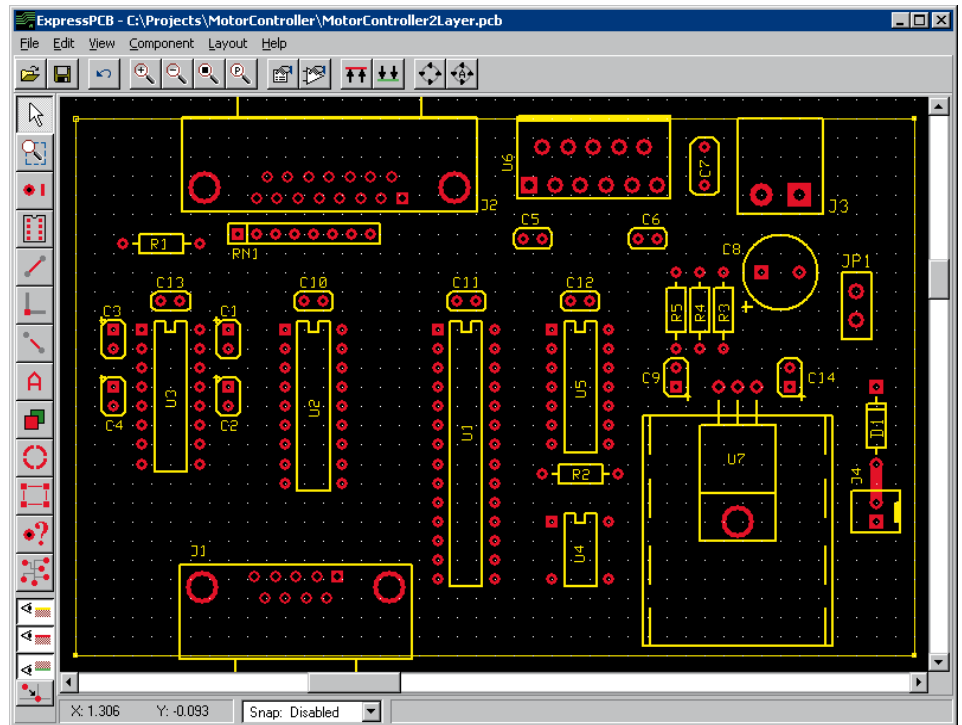 ExpressPCB - C:\Projects\MotorController\MotorController2Layer.pcb
File Edit View Component Layout Help
U6
C7
J2
J3
C5
C6
R1
RN1
C8
JP1
C13
C10
C11
C12
R5
R4
R3
+
C3
C1
+
+
U3
U2
U1
U5
C9
C14
+
+
C4
C2
D1
U7
R2
J4
U4
J1
A
?
X: 1.306 Y: -0.093 Snap: Disabled